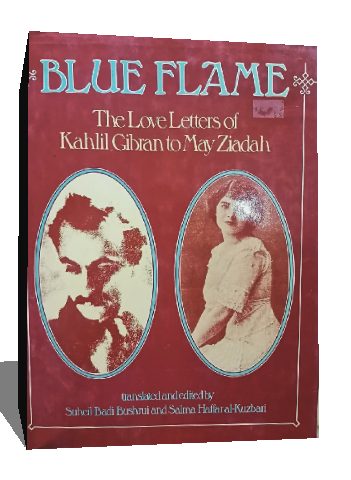 BLUE FLAME
The Love Letters of
Kahlil Gibran to May Ziadah
translated and edited by
Suheil Badi Bushrui and Salma Haffar al-Kuzbari